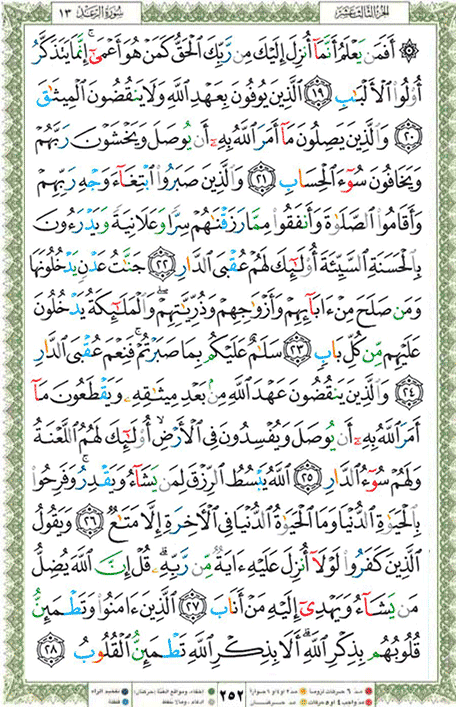 سُورَةُ الرَّعْد ١٣
الجزء الثالث عشر
۞ أَفَمَن يَعْلَمُ أَنَّمَآ أُنزِلَ إِلَيْكَ مِن رَّبِّكَ ٱلْحَقُّ كَمَنْ هُوَ أَعْمَىٰٓ ۚ إِنَّمَا يَتَذَكَّرُ
أُو۟لُوا۟ ٱلْأَلْبَـٰبِ ١٩ ٱلَّذِينَ يُوفُونَ بِعَهْدِ ٱللَّهِ وَلَا يَنقُضُونَ ٱلْمِيثَـٰقَ
٢٠ وَٱلَّذِينَ يَصِلُونَ مَآ أَمَرَ ٱللَّهُ بِهِۦٓ أَن يُوصَلَ وَيَخْشَوْنَ رَبَّهُمْ
وَيَخَافُونَ سُوٓءَ ٱلْحِسَابِ ٢١ وَٱلَّذِينَ صَبَرُوا۟ ٱبْتِغَآءَ وَجْهِ رَبِّهِمْ
وَأَقَامُوا۟ ٱلصَّلَوٰةَ وَأَنفَقُوا۟ مِمَّا رَزَقْنَـٰهُمْ سِرًّا وَعَلَانِيَةً وَيَدْرَءُونَ
بِٱلْحَسَنَةِ ٱلسَّيِّئَةَ أُو۟لَـٰٓئِكَ لَهُمْ عُقْبَى ٱلدَّارِ ٢٢ جَنَّـٰتُ عَدْنٍ يَدْخُلُونَهَا
وَمَن صَلَحَ مِنْ ءَابَآئِهِمْ وَأَزْوَٰجِهِمْ وَذُرِّيَّـٰتِهِمْ ۖ وَٱلْمَلَـٰٓئِكَةُ يَدْخُلُونَ
عَلَيْهِم مِّن كُلِّ بَابٍ ٢٣ سَلَـٰمٌ عَلَيْكُم بِمَا صَبَرْتُمْ ۚ فَنِعْمَ عُقْبَى ٱلدَّارِ
٢٤ وَٱلَّذِينَ يَنقُضُونَ عَهْدَ ٱللَّهِ مِنۢ بَعْدِ مِيثَـٰقِهِۦ وَيَقْطَعُونَ مَآ
أَمَرَ ٱللَّهُ بِهِۦٓ أَن يُوصَلَ وَيُفْسِدُونَ فِى ٱلْأَرْضِ ۙ أُو۟لَـٰٓئِكَ لَهُمُ ٱللَّعْنَةُ
وَلَهُمْ سُوٓءُ ٱلدَّارِ ٢٥ ٱللَّهُ يَبْسُطُ ٱلرِّزْقَ لِمَن يَشَآءُ وَيَقْدِرُ ۚ وَفَرِحُوا۟
بِٱلْحَيَوٰةِ ٱلدُّنْيَا وَمَا ٱلْحَيَوٰةُ ٱلدُّنْيَا فِى ٱلْـَٔاخِرَةِ إِلَّا مَتَـٰعٌ ٢٦ وَيَقُولُ
ٱلَّذِينَ كَفَرُوا۟ لَوْلَآ أُنزِلَ عَلَيْهِ ءَايَةٌ مِّن رَّبِّهِۦ ۗ قُلْ إِنَّ ٱللَّهَ يُضِلُّ
مَن يَشَآءُ وَيَهْدِىٓ إِلَيْهِ مَنْ أَنَابَ ٢٧ ٱلَّذِينَ ءَامَنُوا۟ وَتَطْمَئِنُّ
قُلُوبُهُم بِذِكْرِ ٱللَّهِ ۗ أَلَا بِذِكْرِ ٱللَّهِ تَطْمَئِنُّ ٱلْقُلُوبُ ٢٨
٢٥٢